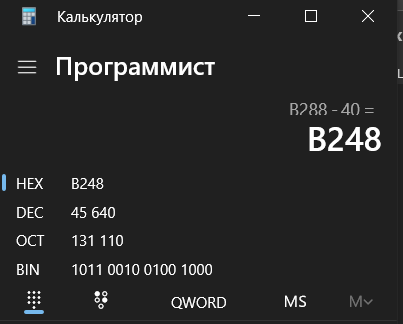 Калькулятор
Программист
B288 - 40 =
B248
HEX B248
DEC 45 640
OCT 131 110
BIN 1011 0010 0100 1000
QWORD MS M